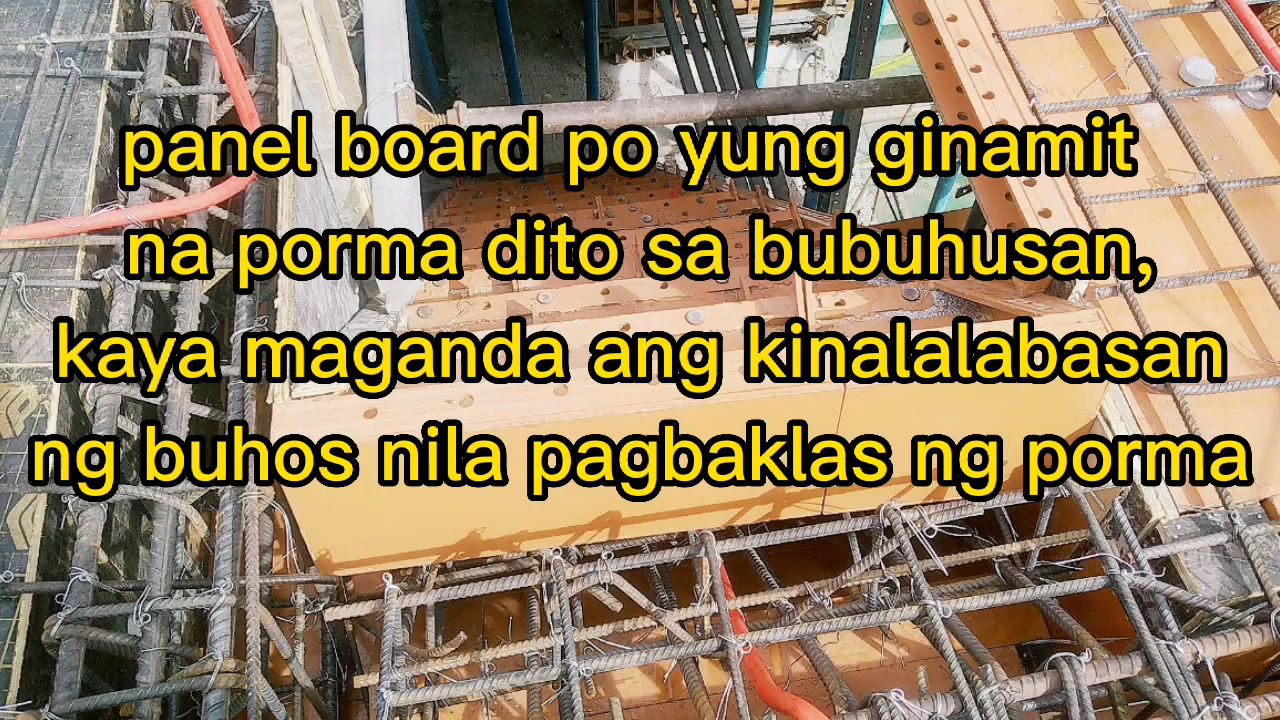 panel board po yung ginamit
na porma dito sa bubuhusan,
kaya maganda ang kinalalabasan
ng buhos nila pagbaklas ng porma